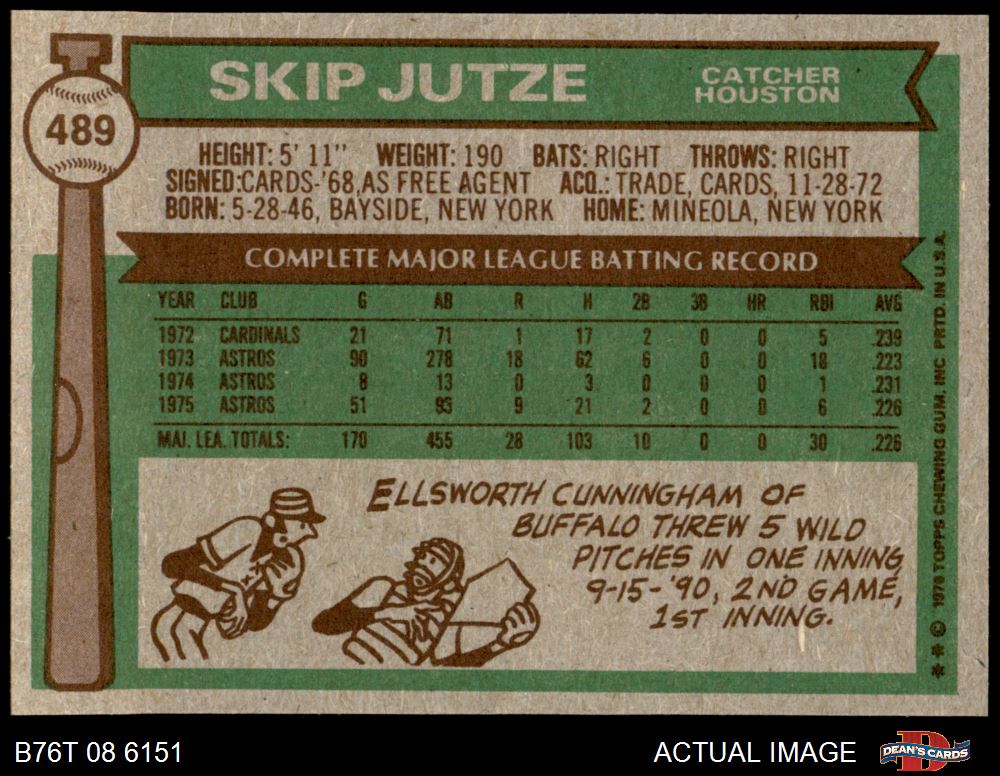 SKIP JUTZE
CATCHER
HOUSTON
489
HEIGHT: 5' 11" WEIGHT: 190 BATS: RIGHT THROWS: RIGHT
SIGNED:CARDS-'68,AS FREE AGENT ACQ.: TRADE, CARDS, 11-28-72
BORN: 5-28-46, BAYSIDE, NEW YORK HOME: MINEOLA, NEW YORK
COMPLETE MAJOR LEAGUE BATTING RECORD
YEAR CLUB G AB R H 2B 3B HR RBI AVG
1972 CARDINALS 21 71 1 17 2 0 0 5 .239
1973 ASTROS 90 278 18 62 6 0 0 18 .223
1974 ASTROS 8 13 0 3 0 0 0 1 .231
1975 ASTROS 51 93 9 21 2 0 0 6 .226
MAJ. LEA. TOTALS: 170 455 28 103 10 0 0 30 .226
ELLSWORTH CUNNINGHAM OF
BUFFALO THREW 5 WILD
PITCHES IN ONE INNING
9-15-'90, 2ND GAME,
1ST INNING.
* * © 1976 TOPPS CHEWING GUM, INC. PRTD. IN U.S.A.
B76T 08 6151
ACTUAL IMAGE
D
DEAN'S CARDS